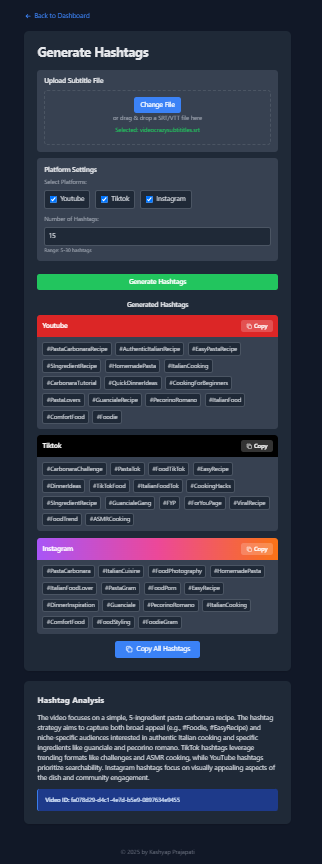 ← Back to Dashboard
Generate Hashtags
Upload Subtitle File
Change File
or drag & drop a SRT/VTT file here
Platform Settings
Select Platforms:
Youtube Tiktok Instagram
Number of Hashtags:
15
Range: 5-30 hashtags
Generate Hashtags
Generated Hashtags
Youtube Copy
#PastaCarbonaraRecipe #AuthenticItalianRecipe #EasyPastaRecipe
#5IngredientRecipe #HomemadePasta #ItalianCooking
#CarbonaraTutorial #QuickDinnerIdeas #CookingForBeginners
#PastaLovers #GuancialeRecipe #PecorinoRomano #ItalianFood
#ComfortFood #Foodie
Tiktok Copy
#CarbonaraChallenge #PastaTok #FoodTikTok #EasyRecipe
#DinnerIdeas #TikTokFood #ItalianFoodTok #CookingHacks
#5IngredientRecipe #GuancialeGang #FYP #ForYouPage #ViralRecipe
#FoodTrend #ASMRCooking
Instagram Copy
#PastaCarbonara #ItalianCuisine #FoodPhotography #HomemadePasta
#ItalianFoodLover #PastaGram #FoodPorn #EasyRecipe
#DinnerInspiration #Guanciale #PecorinoRomano #ItalianCooking
#ComfortFood #FoodStyling #FoodieGram
Copy All Hashtags
Hashtag Analysis
The video focuses on a simple, 5-ingredient pasta carbonara recipe. The hashtag
strategy aims to capture both broad appeal (e.g., #Foodie, #EasyRecipe) and
niche-specific audiences interested in authentic Italian cooking and specific
ingredients like guanciale and pecorino romano. TikTok hashtags leverage
trending formats like challenges and ASMR cooking, while YouTube hashtags
prioritize searchability. Instagram hashtags focus on visually appealing aspects of
the dish and community engagement.
Video ID: fa078d29-d4c1-4e7d-b5e9-0897634e9455
© 2025 by Kashyap Prajapati